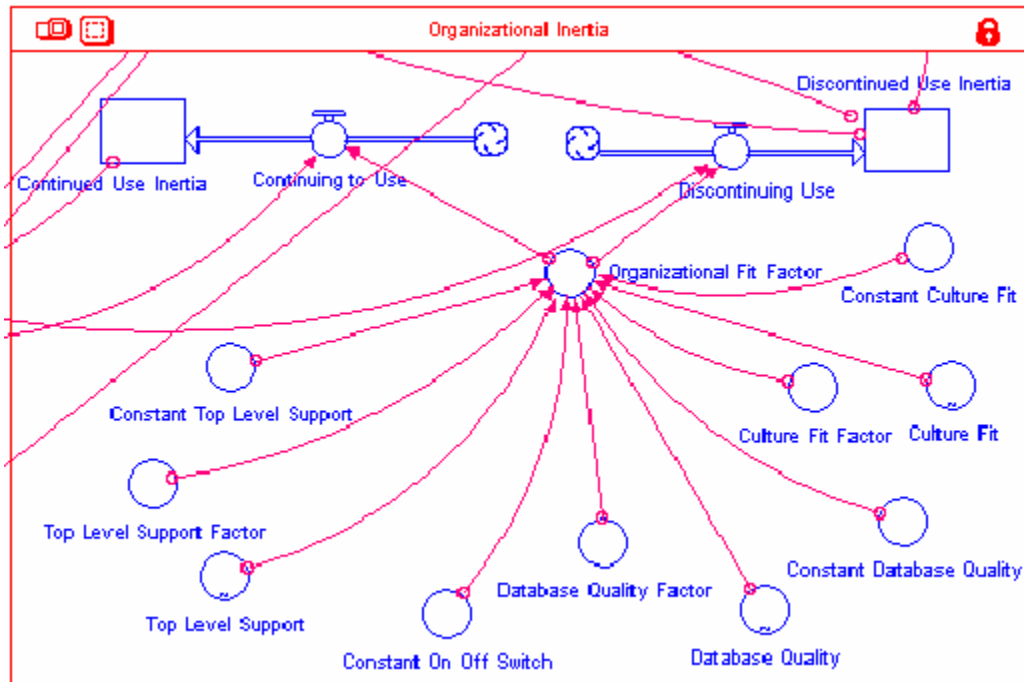 Organizational Inertia
Discontinued Use Inertia
Continued Use Inertia
Continuing to Use
Discontinuing Use
Organizational Fit Factor
Constant Culture Fit
Constant Top Level Support
Culture Fit Factor
Culture Fit
Top Level Support Factor
Constant Database Quality
Database Quality Factor
Top Level Support
Constant On Off Switch
Database Quality